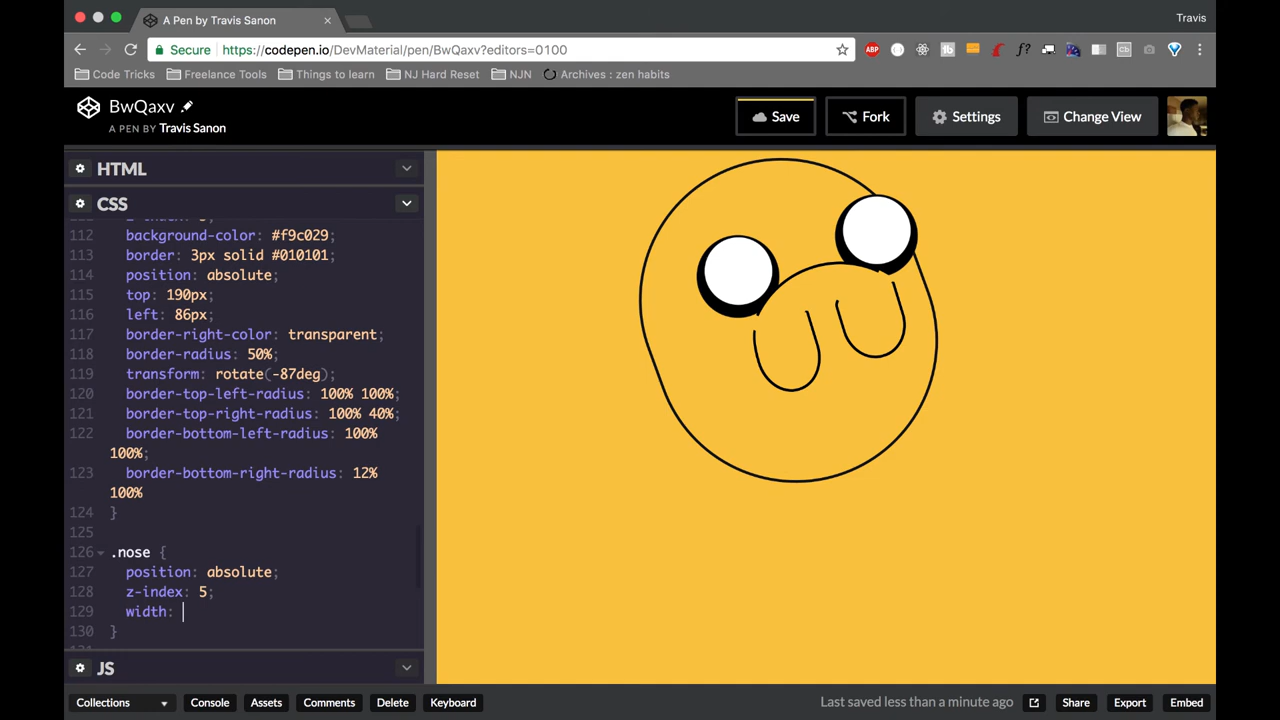 A Pen by Travis Sanon
Travis
Secure https://codepen.io/DevMaterial/pen/BwQaxv?editors=0100
ABP
f?
Cb
Code Tricks Freelance Tools Things to learn NJ Hard Reset NJN Archives : zen habits
BwQaxv
A PEN BY Travis Sanon
Save Fork Settings Change View
HTML
CSS
112 background-color: #f9c029;
113 border: 3px solid #010101;
114 position: absolute;
115 top: 190px;
116 left: 86px;
117 border-right-color: transparent;
118 border-radius: 50%;
119 transform: rotate(-87deg);
120 border-top-left-radius: 100% 100%;
121 border-top-right-radius: 100% 40%;
122 border-bottom-left-radius: 100%
100%;
123 border-bottom-right-radius: 12%
100%
124 }
125
126 .nose {
127 position: absolute;
128 z-index: 5;
129 width:
130 }
JS
Collections Console Assets Comments Delete Keyboard Last saved less than a minute ago Share Export Embed